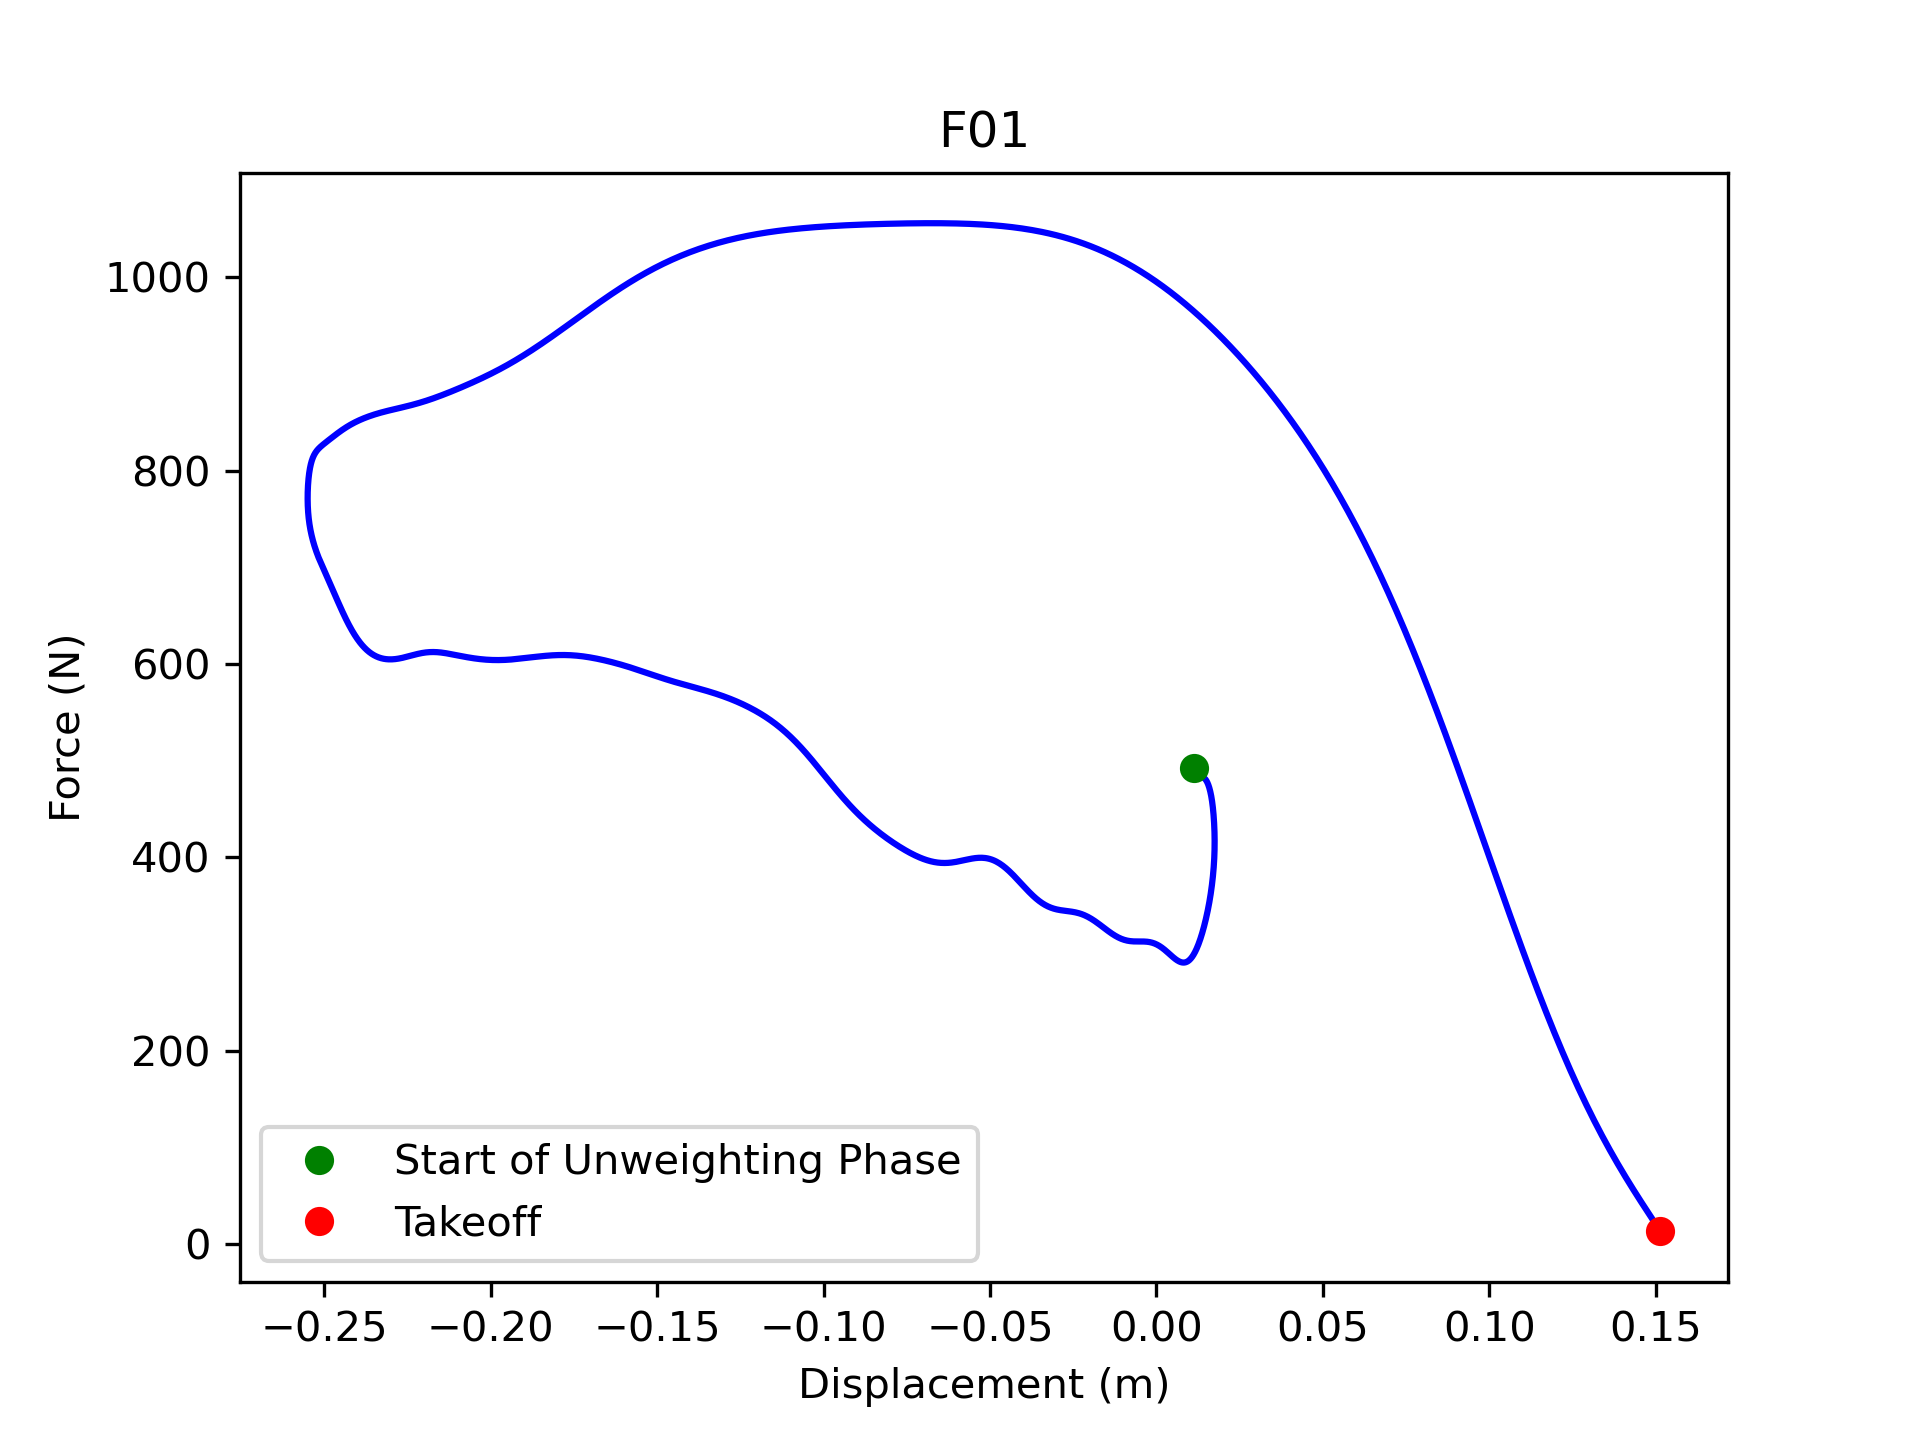 F01
1000
800
600
400
200
0
Force (N)
Start of Unweighting Phase
Takeoff
−0.25 −0.20 −0.15 −0.10 −0.05 0.00 0.05 0.10 0.15
Displacement (m)